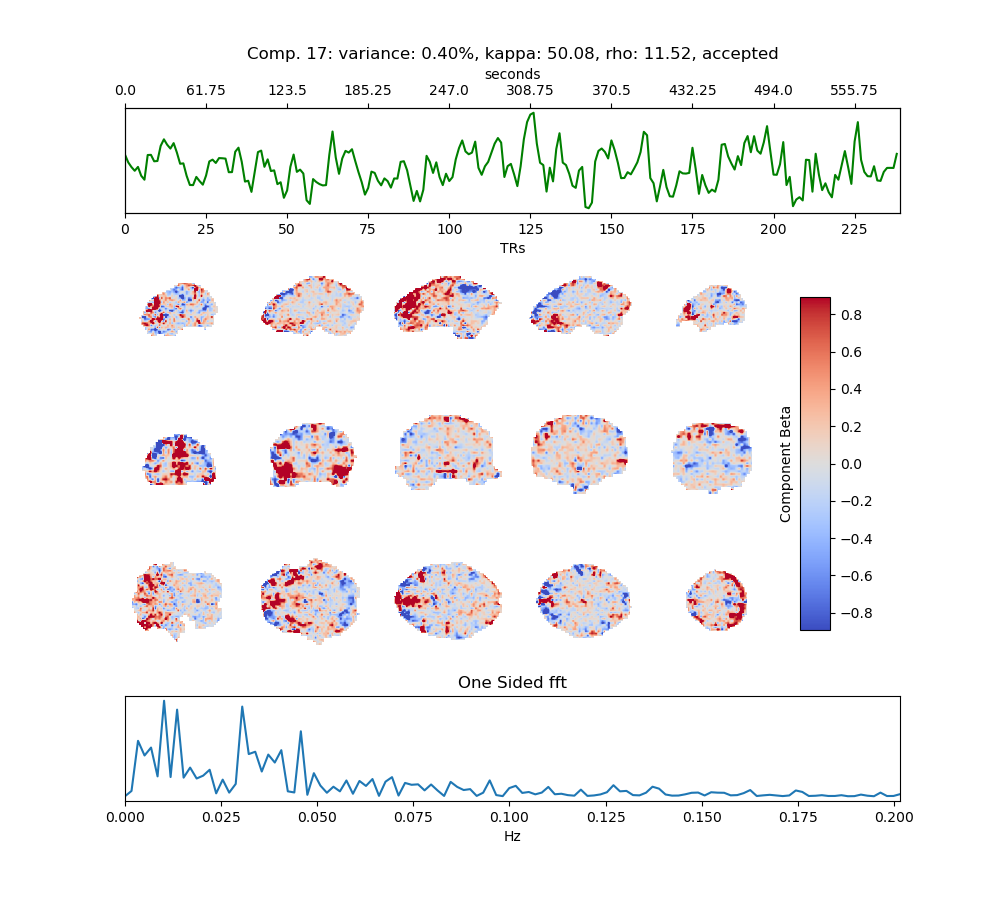 Comp. 17: variance: 0.40%, kappa: 50.08, rho: 11.52, accepted
seconds
0.0 61.75 123.5 185.25 247.0 308.75 370.5 432.25 494.0 555.75
0 25 50 75 100 125 150 175 200 225
TRs
0.8
0.6
0.4
0.2
0.0
−0.2
−0.4
−0.6
−0.8
Component Beta
One Sided fft
0.000 0.025 0.050 0.075 0.100 0.125 0.150 0.175 0.200
Hz